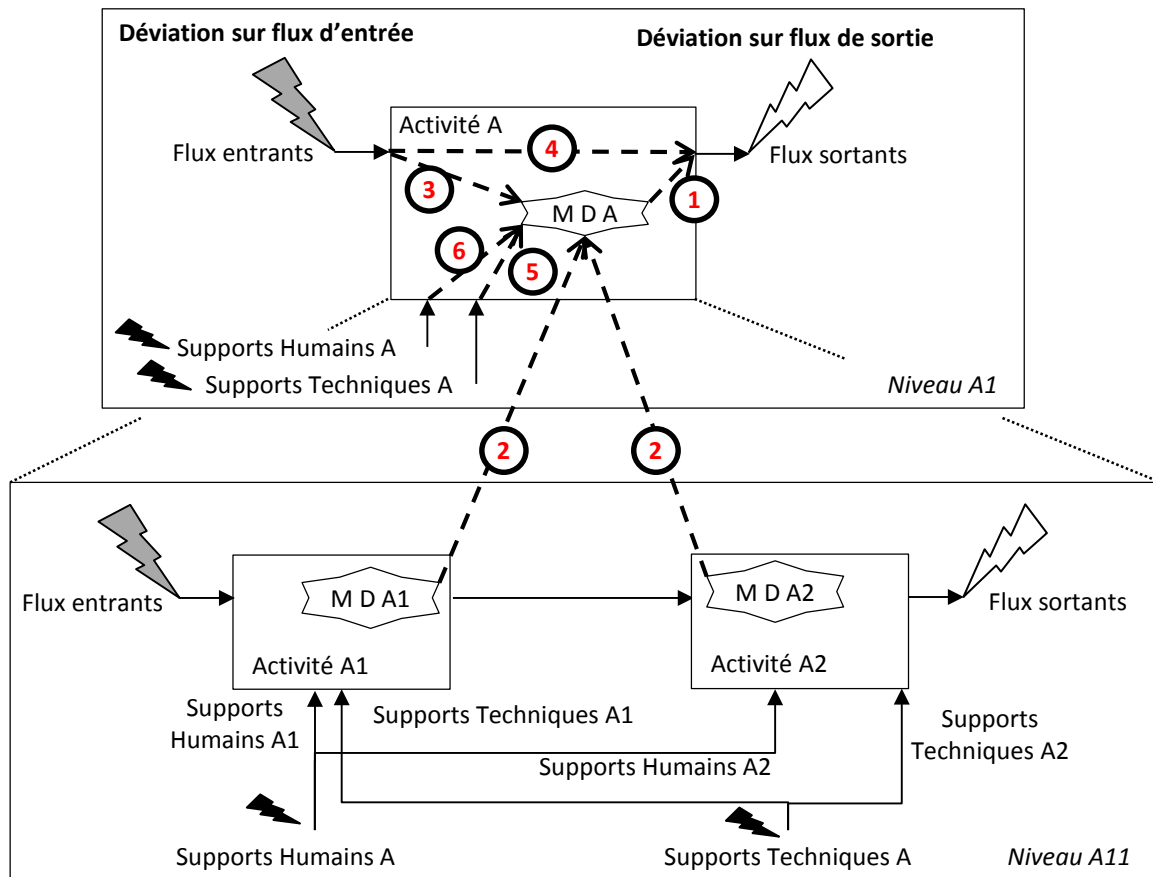 Déviation sur flux d'entrée
Déviation sur flux de sortie
Activité A
Flux entrants
4
Flux sortants
3
1
M D A
6
5
Supports Humains A
Supports Techniques A
Niveau A1
2
2
Flux entrants
M D A1
M D A2
Flux sortants
Activité A1
Activité A2
Supports
Humains A1
Supports Techniques A1
Supports
Techniques A2
Supports Humains A2
Supports Humains A
Supports Techniques A
Niveau A11